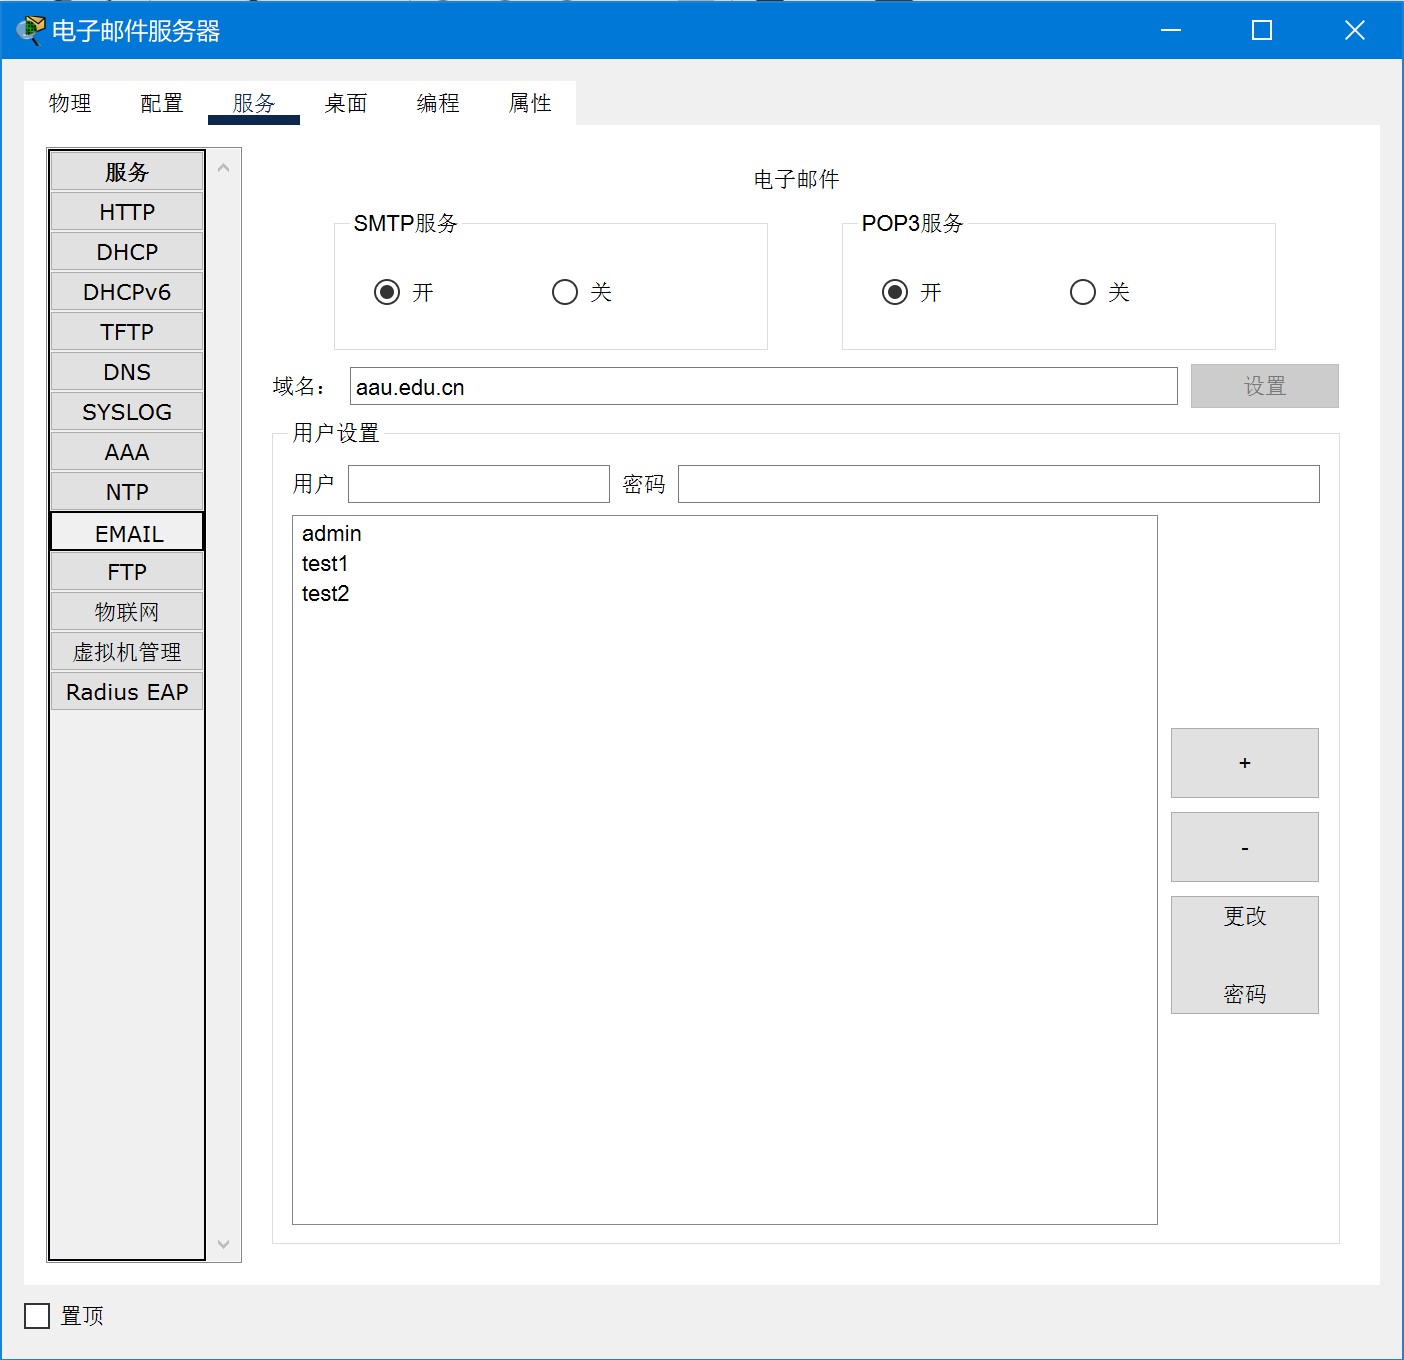 电子邮件服务器
物理 配置 服务 桌面 编程 属性
服务
HTTP
DHCP
DHCPv6
TFTP
DNS
SYSLOG
AAA
NTP
EMAIL
FTP
物联网
虚拟机管理
Radius EAP
电子邮件
SMTP服务
开 关
POP3服务
开 关
域名： aau.edu.cn 设置
用户设置
用户 密码
admin
test1
test2
+
-
更改
密码
置顶